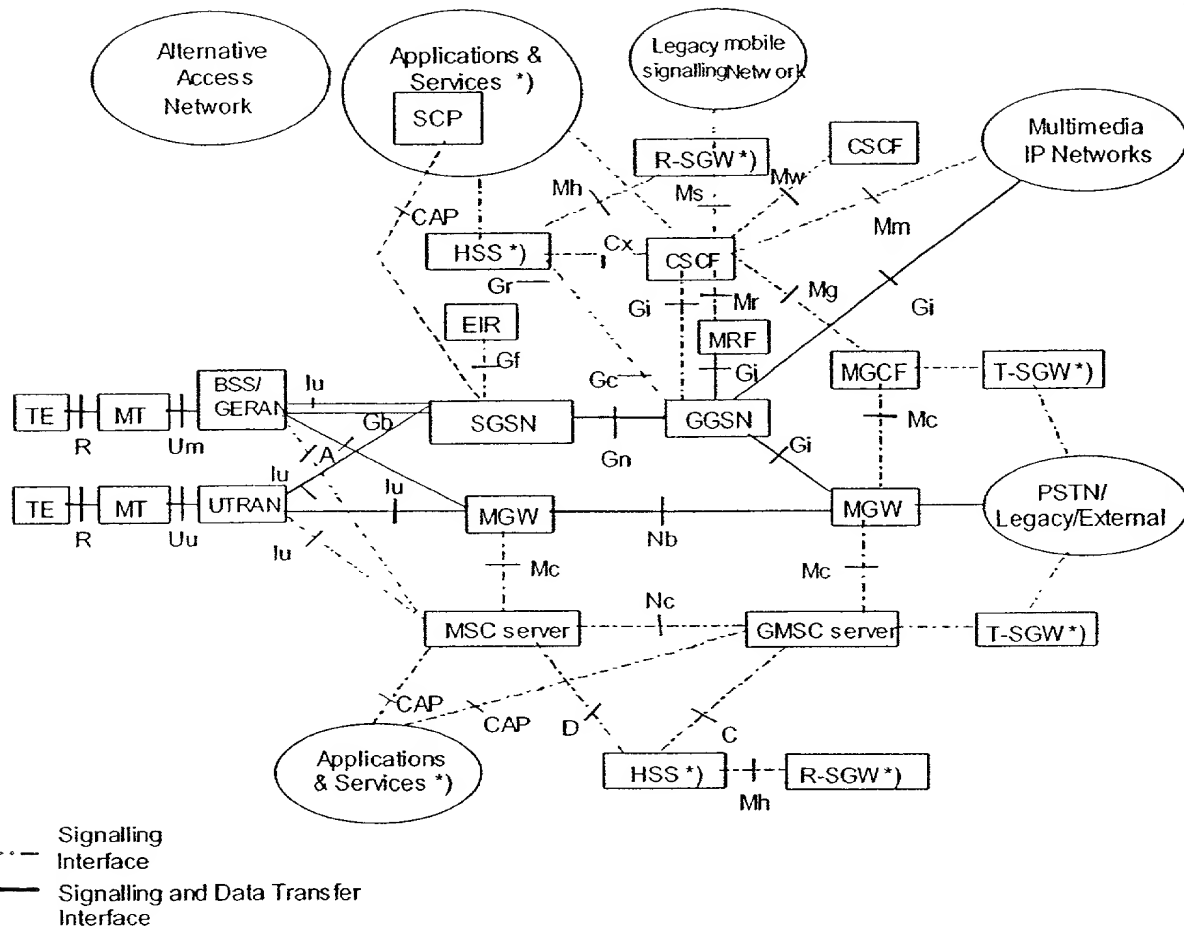 Alternative
Access
Network
Applications &
Services *)
SCP
Legacy mobile
signallingNetwork
Multimedia
IP Networks
CSCF
R-SGW *)
Mh
Ms
Mw
Mm
CAP
HSS *)
Cx
CSCF
Gr
Gi
Mr
Mg
Gi
EIR
MRF
Gf
Gc
Gi
MGCF
T-SGW *)
BSS/
GERAN
Iu
TE
MT
R
Um
Gb
SGSN
GGSN
Mc
Gn
Gi
A
Iu
Iu
TE
MT
UTRAN
MGW
MGW
PSTN/
Legacy/External
R
Uu
Iu
Nb
Mc
Mc
Nc
MSC server
GMSC server
T-SGW *)
CAP
CAP
D
C
Applications
& Services *)
HSS *)
R-SGW *)
Mh
Signalling
Interface
Signalling and Data Transfer
Interface